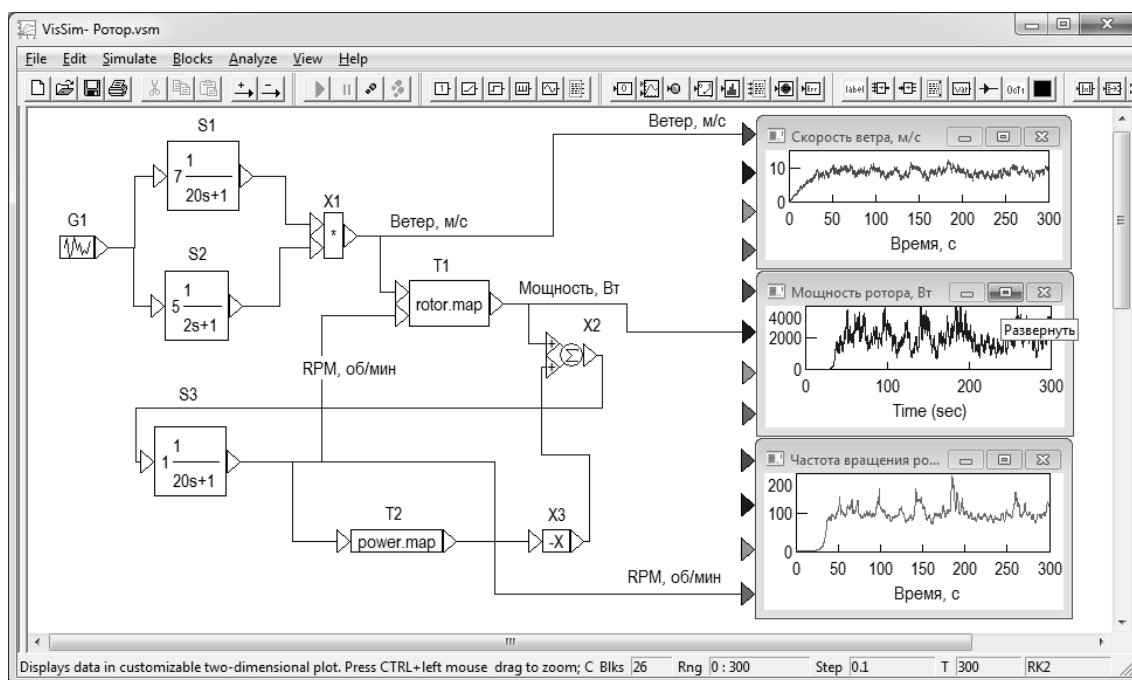 VisSim- Ротор.vsm
File Edit Simulate Blocks Analyze View Help
label
var
Err
S1
7 1
20s+1
G1
S2
5 1
2s+1
X1
*
Ветер, м/с
Ветер, м/с
T1
rotor.map
Мощность, Вт
X2
RPM, об/мин
S3
1 1
20s+1
T2
power.map
X3
-X
RPM, об/мин
Скорость ветра, м/с
10
0
0 50 100 150 200 250 300
Время, с
Мощность ротора, Вт
Развернуть
4000
2000
0
0 100 200 300
Time (sec)
Частота вращения ро...
200
100
0
0 50 100 150 200 250 300
Время, с
Displays data in customizable two-dimensional plot. Press CTRL+left mouse drag to zoom; C Blks 26 Rng 0 : 300 Step 0.1 T 300 RK2